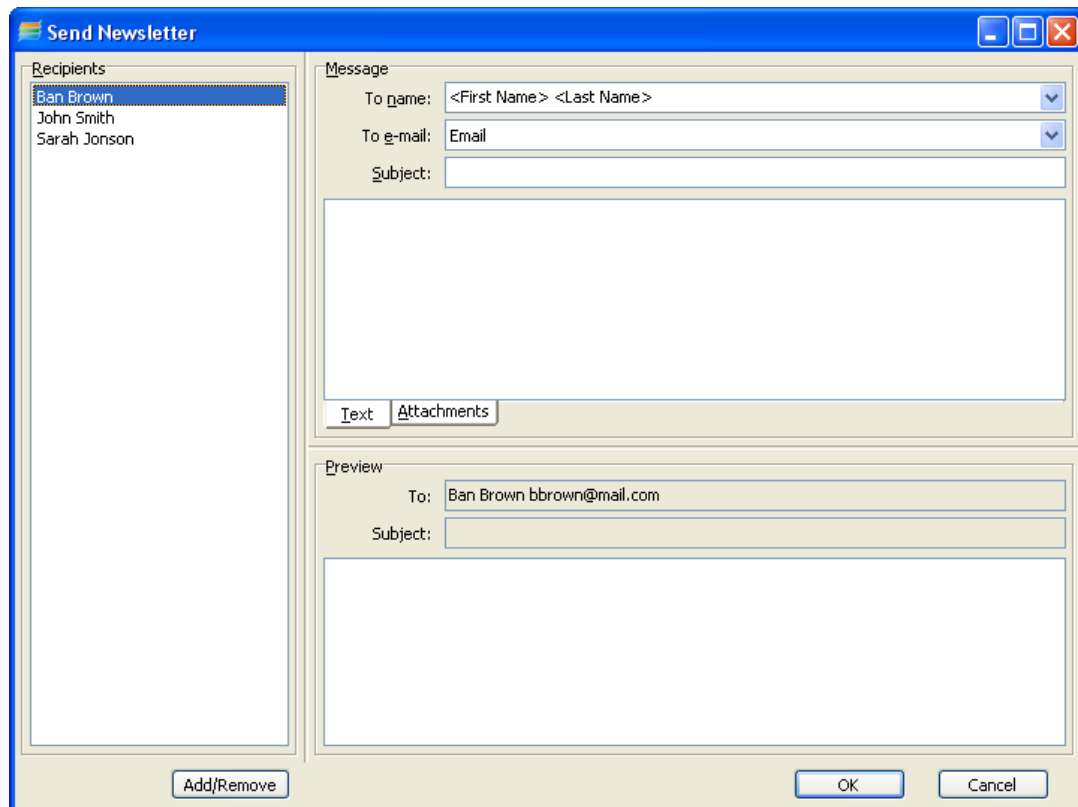 Send Newsletter
Recipients
Ban Brown
John Smith
Sarah Jonson
Add/Remove
Message
To name: <First Name> <Last Name>
To e-mail: Email
Subject:
Text Attachments
Preview
To: Ban Brown bbrown@mail.com
Subject:
OK Cancel